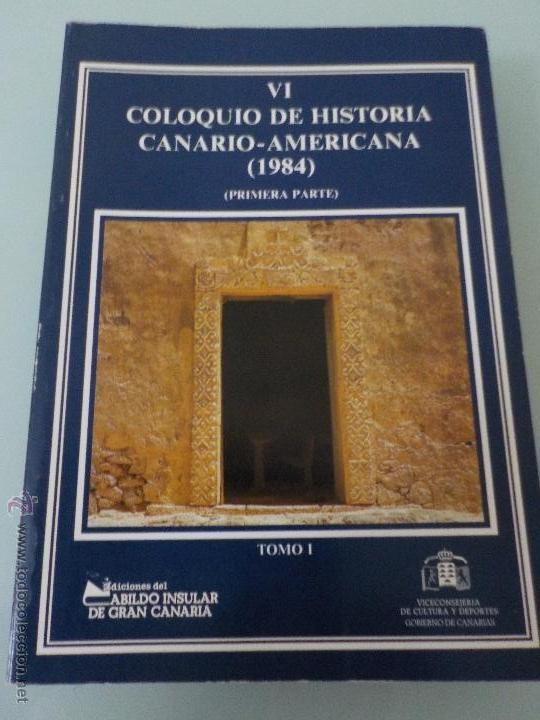 VI
COLOQUIO DE HISTORIA
CANARIO-AMERICANA
(1984)
(PRIMERA PARTE)
TOMO I
Ediciones del
CABILDO INSULAR
DE GRAN CANARIA
VICECONSEJERIA
DE CULTURA Y DEPORTES
GOBIERNO DE CANARIAS
© www.todocoleccion.net